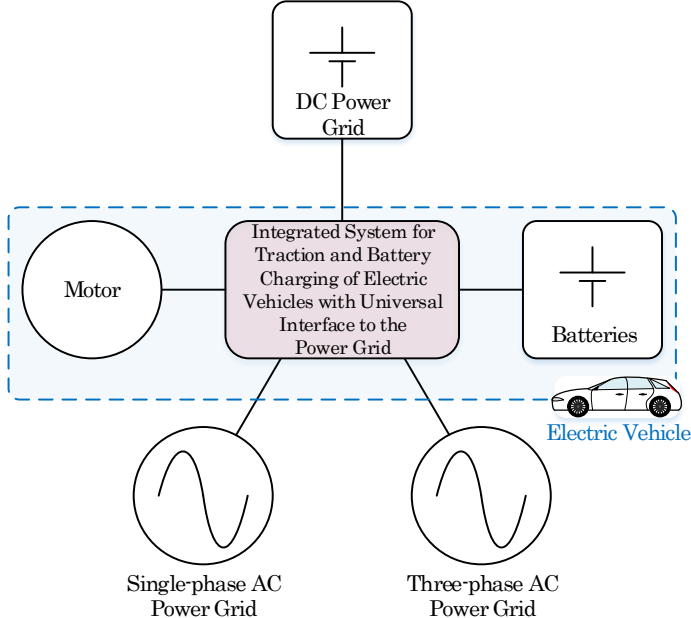 DC Power
Grid
Integrated System for
Traction and Battery
Charging of Electric
Vehicles with Universal
Interface to the
Power Grid
Motor
Batteries
Electric Vehicle
Single-phase AC
Power Grid
Three-phase AC
Power Grid